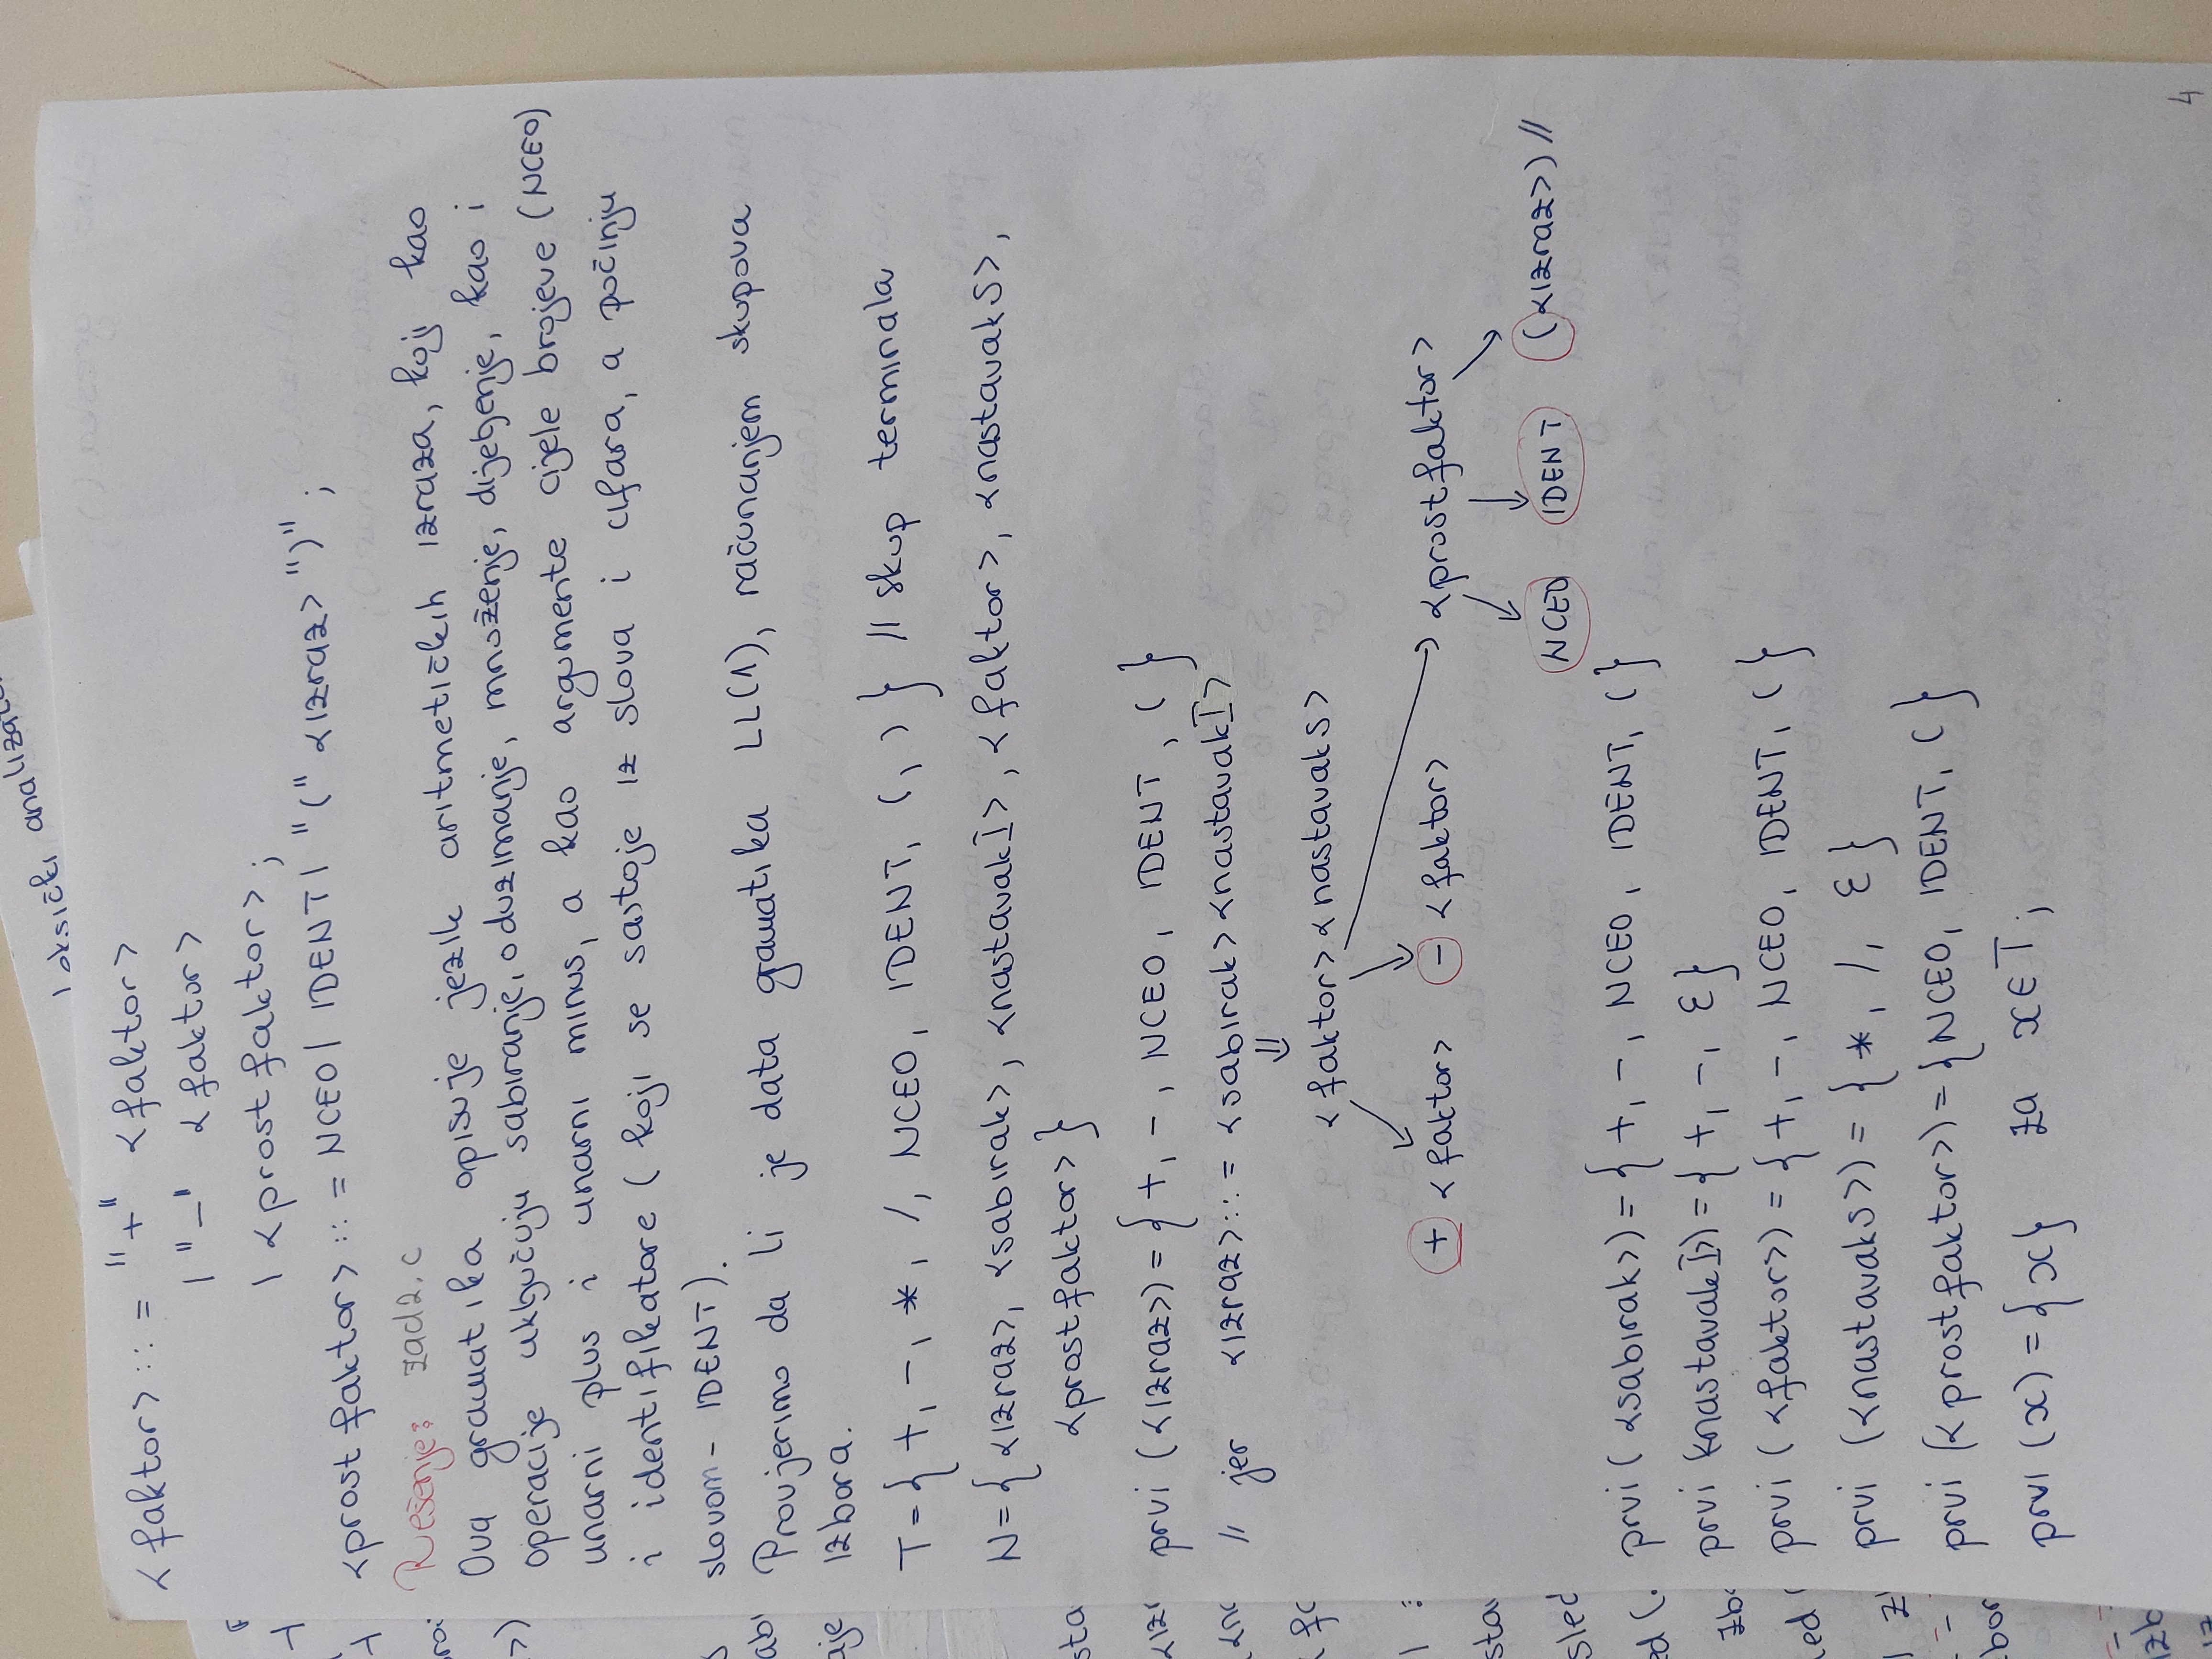 leksički analizator
<faktor> ::= "+" <faktor>
| "-" <faktor>
| <prostfaktor>;
<prost faktor> ::= NCEO | IDENT | "(" <izraz> ")" ;
Rešenje: zad2.c
Ova gramatika opisuje jezik aritmetičkih izraza, koji kao
operacije uključuju sabiranje, oduzimanje, množenje, dijeljenje, kao i
unarni plus i unarni minus, a kao argumente cijele brojeve (NCEO)
i identifikatore ( koji se sastoje iz slova i cifara, a počinju
slovom - IDENT).
Provjerimo da li je data gamatika LL(1), računanjem skupova
izbora.
T={ +, -, *, /, NCEO, IDENT, (, ) } // skup terminala
N={ <izraz>, <sabirak>, <nastavakI>, <faktor>, <nastavakS>,
<prostfaktor> }
prvi (<izraz>) = { +, -, NCEO, IDENT, ( }
// jer <izraz> ::= <sabirak> <nastavakI>
⇓
<faktor> <nastavakS>
+ <faktor> - <faktor> <prostfaktor>
NCEO IDENT (<izraz>) //
prvi ( <sabirak>) = { +, -, NCEO, IDENT, ( }
prvi (<nastavakI>) = { +, -, ε }
prvi ( <faktor>) = { +, -, NCEO, IDENT, ( }
prvi (<nastavakS>) = { *, /, ε }
prvi (< prostfaktor>) = {NCEO, IDENT, ( }
prvi (x) = { x } za x∈T;
4